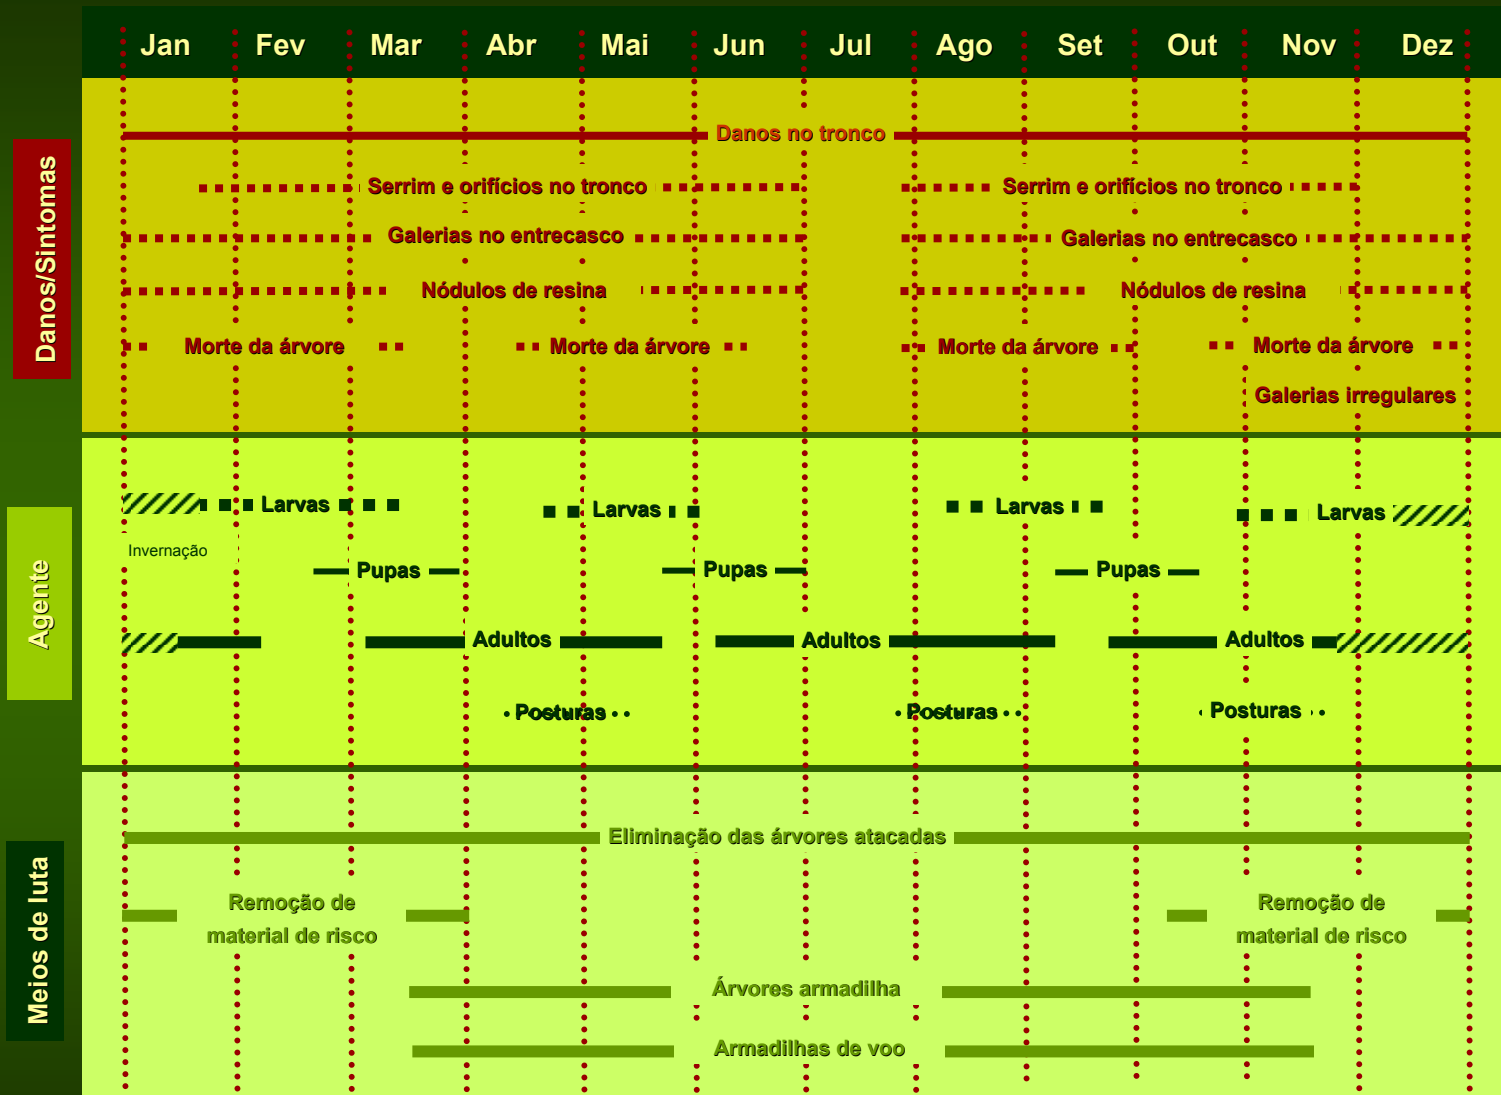 Jan Fev Mar Abr Mai Jun Jul Ago Set Out Nov Dez
Danos/Sintomas
Danos no tronco
Serrim e orifícios no tronco Serrim e orifícios no tronco
Galerias no entrecasco Galerias no entrecasco
Nódulos de resina Nódulos de resina
Morte da árvore Morte da árvore Morte da árvore Morte da árvore
Galerias irregulares
Agente
Larvas Larvas Larvas Larvas
Invernação
Pupas Pupas Pupas
Adultos Adultos Adultos
Posturas Posturas Posturas
Meios de luta
Eliminação das árvores atacadas
Remoção de
material de risco
Remoção de
material de risco
Árvores armadilha
Armadilhas de voo